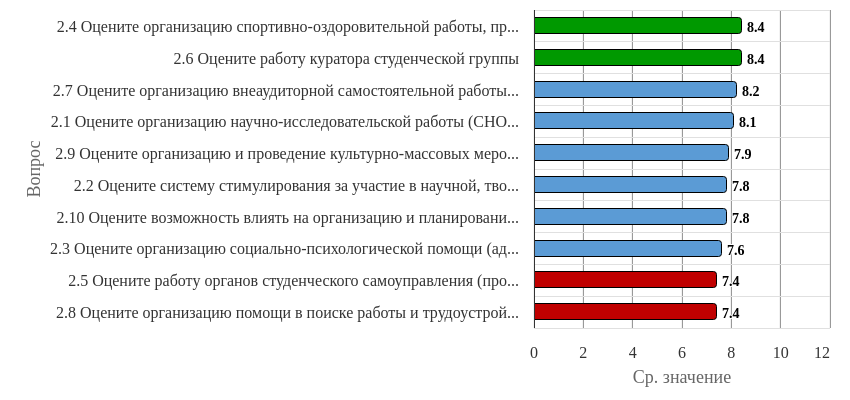 2.4 Оцените организацию спортивно-оздоровительной работы, пр... 8.4
2.6 Оцените работу куратора студенческой группы 8.4
2.7 Оцените организацию внеаудиторной самостоятельной работы... 8.2
2.1 Оцените организацию научно-исследовательской работы (СНО... 8.1
2.9 Оцените организацию и проведение культурно-массовых меро... 7.9
2.2 Оцените систему стимулирования за участие в научной, тво... 7.8
2.10 Оцените возможность влиять на организацию и планировани... 7.8
2.3 Оцените организацию социально-психологической помощи (ад... 7.6
2.5 Оцените работу органов студенческого самоуправления (про... 7.4
2.8 Оцените организацию помощи в поиске работы и трудоустрой... 7.4
Вопрос
0 2 4 6 8 10 12
Ср. значение